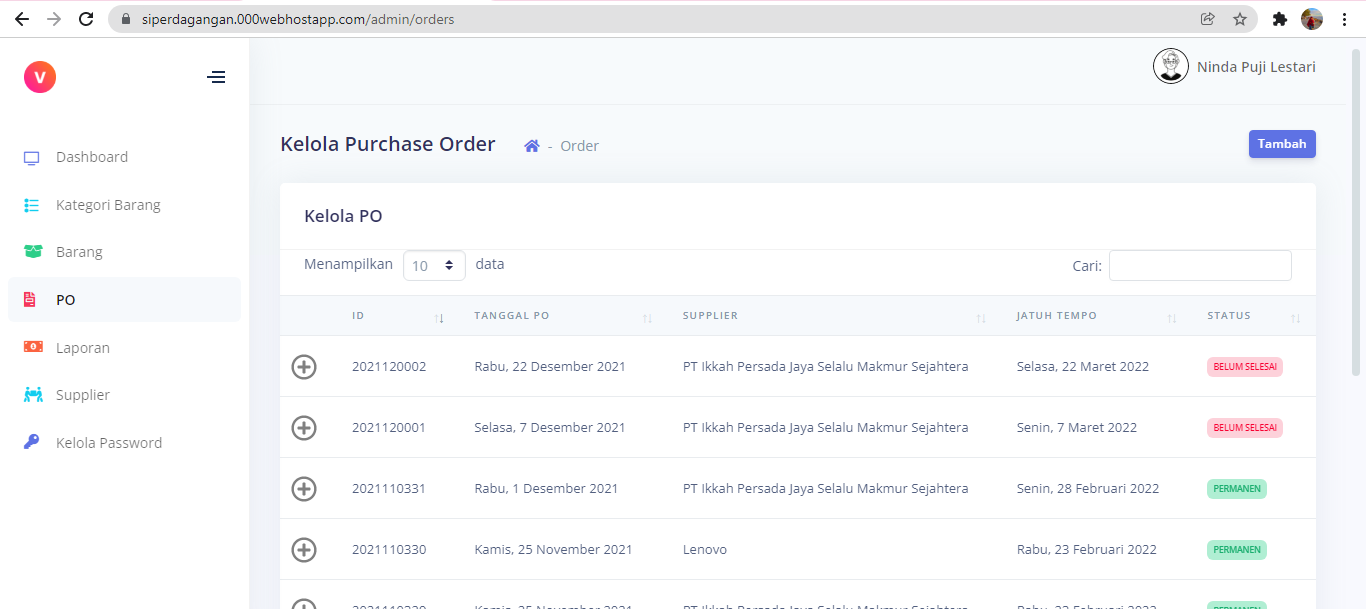 siperdagangan.000webhostapp.com/admin/orders
V
Ninda Puji Lestari
Dashboard
Kategori Barang
Barang
PO
Laporan
Supplier
Kelola Password
Kelola Purchase Order - Order
Tambah
Kelola PO
Menampilkan 10 data
Cari:
ID TANGGAL PO SUPPLIER JATUH TEMPO STATUS
2021120002 Rabu, 22 Desember 2021 PT Ikkah Persada Jaya Selalu Makmur Sejahtera Selasa, 22 Maret 2022 BELUM SELESAI
2021120001 Selasa, 7 Desember 2021 PT Ikkah Persada Jaya Selalu Makmur Sejahtera Senin, 7 Maret 2022 BELUM SELESAI
2021110331 Rabu, 1 Desember 2021 PT Ikkah Persada Jaya Selalu Makmur Sejahtera Senin, 28 Februari 2022 PERMANEN
2021110330 Kamis, 25 November 2021 Lenovo Rabu, 23 Februari 2022 PERMANEN